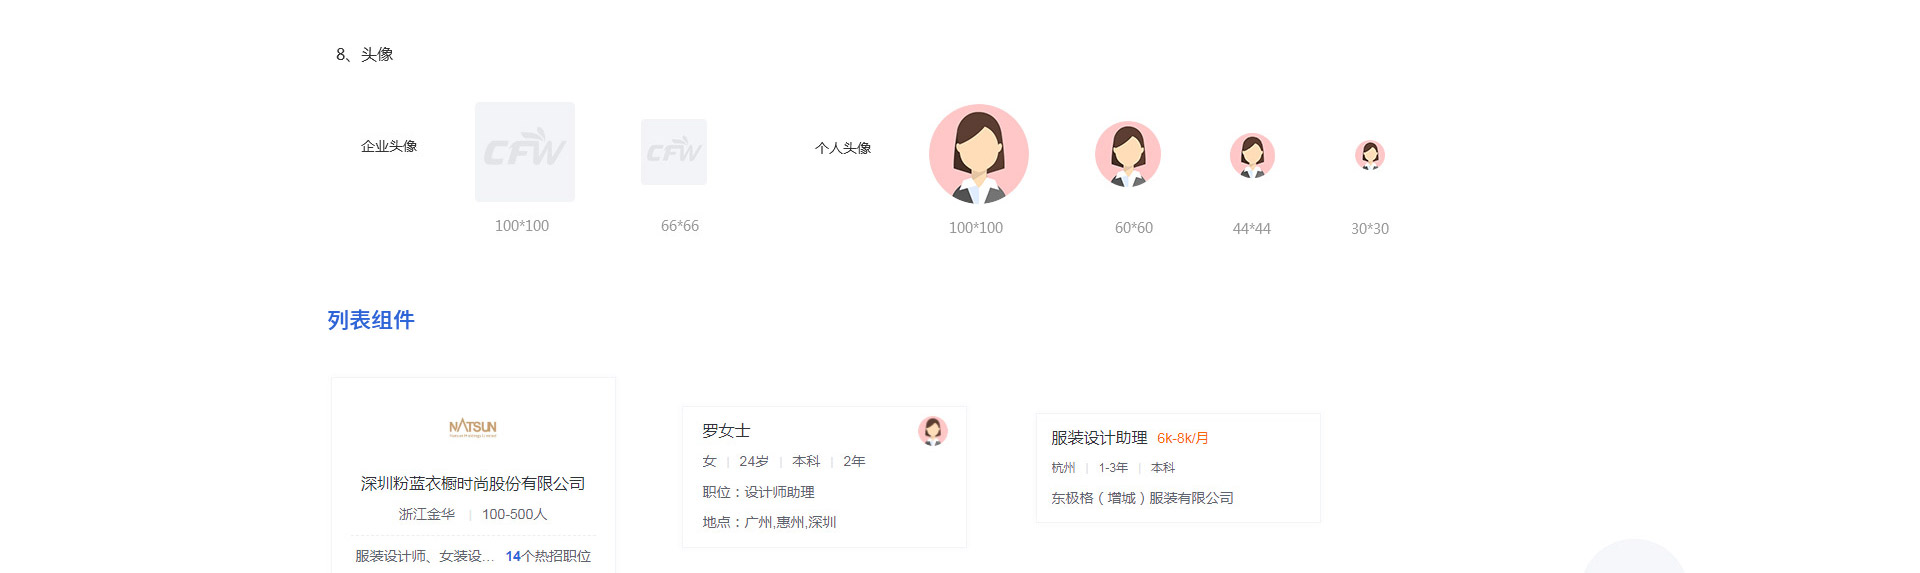 8、头像
企业头像
CFW
CFW
个人头像
100*100
66*66
100*100
60*60
44*44
30*30
列表组件
NATSUN
深圳粉蓝衣橱时尚股份有限公司
浙江金华 | 100-500人
服装设计师、女装设... 14个热招职位
罗女士
女 | 24岁 | 本科 | 2年
职位：设计师助理
地点：广州,惠州,深圳
服装设计助理 6k-8k/月
杭州 | 1-3年 | 本科
东极格（增城）服装有限公司